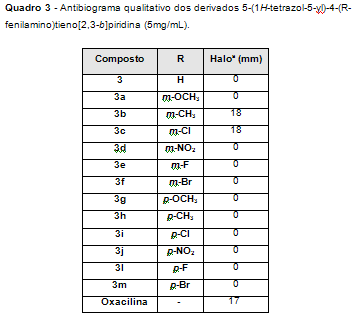 Quadro 3 - Antibiograma qualitativo dos derivados 5-(1H-tetrazol-5-yl)-4-(R-
fenilamino)tieno[2,3-b]piridina (5mg/mL).
Composto R Haloª (mm)
3 H 0
3a m-OCH₃ 0
3b m-CH₃ 18
3c m-Cl 18
3d m-NO₂ 0
3e m-F 0
3f m-Br 0
3g p-OCH₃ 0
3h p-CH₃ 0
3i p-Cl 0
3j p-NO₂ 0
3l p-F 0
3m p-Br 0
Oxacilina - 17